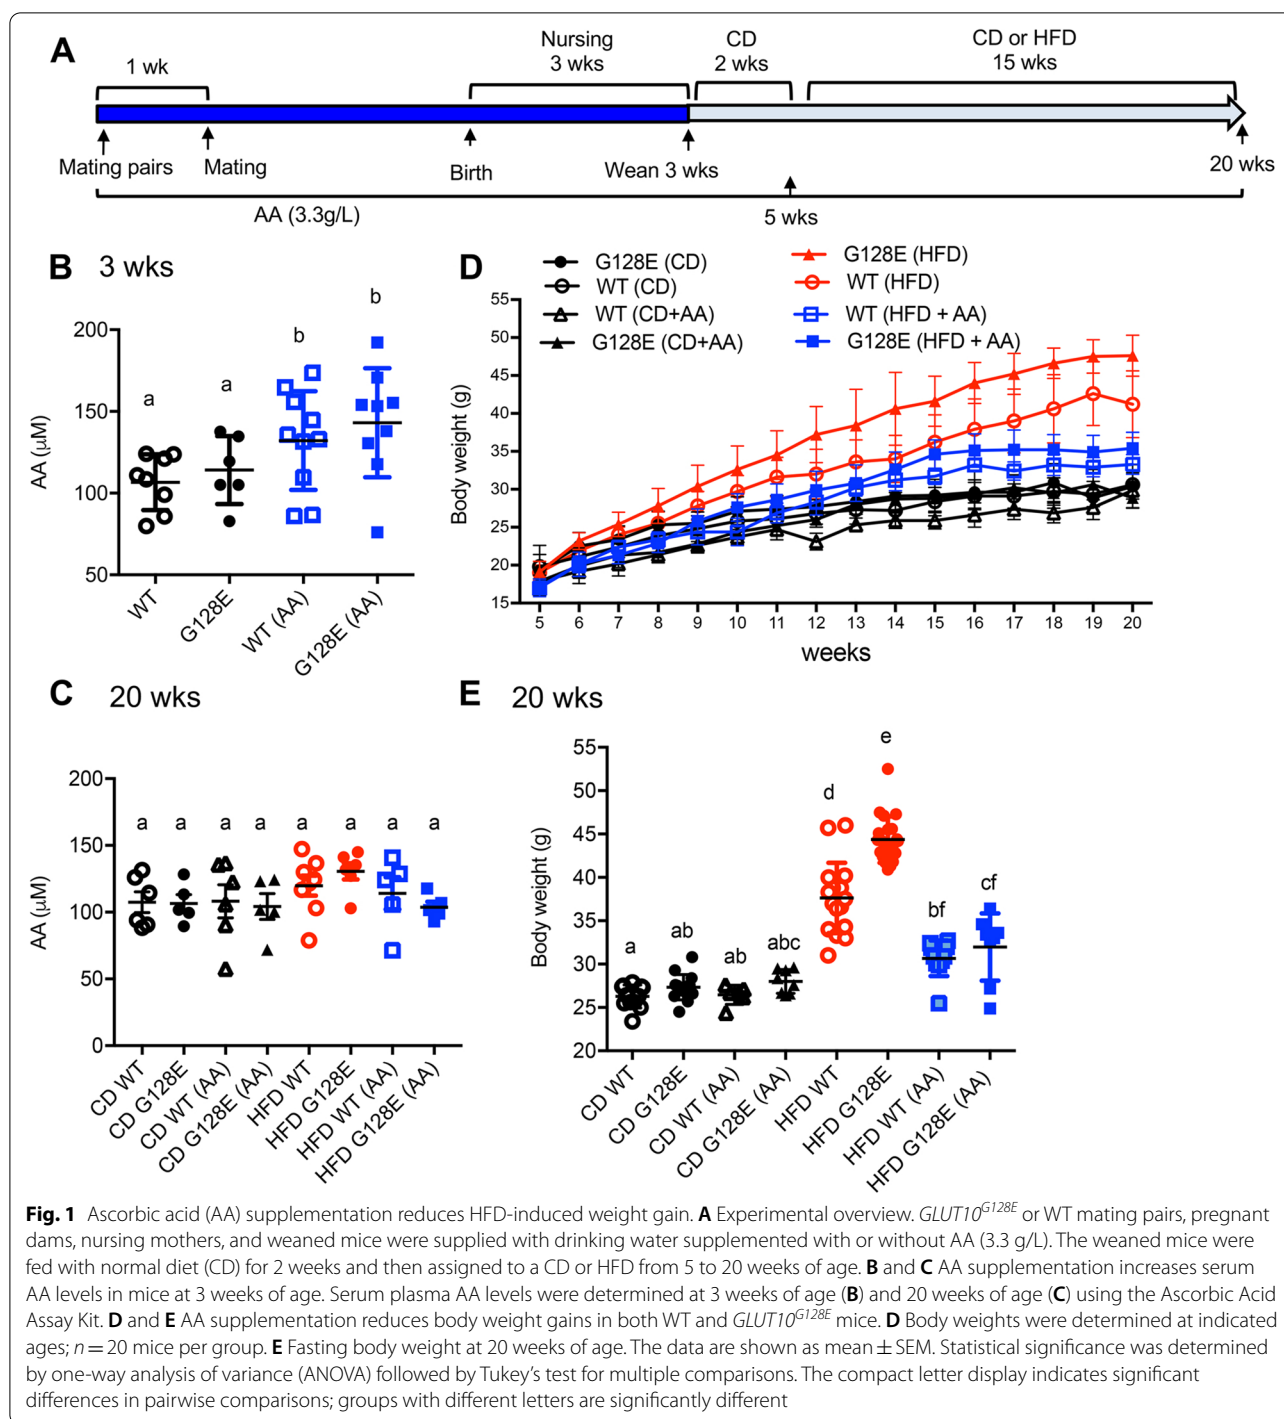 A
1 wk
Nursing
3 wks
CD
2 wks
CD or HFD
15 wks
Mating pairs
Mating
Birth
Wean 3 wks
20 wks
AA (3.3g/L)
5 wks
B 3 wks
AA (μM)
200
150
100
50
a
a
b
b
WT
G128E
WT (AA)
G128E (AA)
D
G128E (CD)
WT (CD)
WT (CD+AA)
G128E (CD+AA)
G128E (HFD)
WT (HFD)
WT (HFD + AA)
G128E (HFD + AA)
Body weight (g)
55
50
45
40
35
30
25
20
15
5 6 7 8 9 10 11 12 13 14 15 16 17 18 19 20
weeks
C 20 wks
AA (μM)
200
150
100
50
0
a a a a a a a a
CD WT
CD G128E
CD WT (AA)
CD G128E (AA)
HFD WT
HFD G128E
HFD WT (AA)
HFD G128E (AA)
E 20 wks
Body weight (g)
55
50
45
40
35
30
25
20
a
ab
ab
abc
d
e
bf
cf
CD WT
CD G128E
CD WT (AA)
CD G128E (AA)
HFD WT
HFD G128E
HFD WT (AA)
HFD G128E (AA)
Fig. 1 Ascorbic acid (AA) supplementation reduces HFD-induced weight gain. A Experimental overview. GLUT10G128E or WT mating pairs, pregnant
dams, nursing mothers, and weaned mice were supplied with drinking water supplemented with or without AA (3.3 g/L). The weaned mice were
fed with normal diet (CD) for 2 weeks and then assigned to a CD or HFD from 5 to 20 weeks of age. B and C AA supplementation increases serum
AA levels in mice at 3 weeks of age. Serum plasma AA levels were determined at 3 weeks of age (B) and 20 weeks of age (C) using the Ascorbic Acid
Assay Kit. D and E AA supplementation reduces body weight gains in both WT and GLUT10G128E mice. D Body weights were determined at indicated
ages; n = 20 mice per group. E Fasting body weight at 20 weeks of age. The data are shown as mean ± SEM. Statistical significance was determined
by one-way analysis of variance (ANOVA) followed by Tukey's test for multiple comparisons. The compact letter display indicates significant
differences in pairwise comparisons; groups with different letters are significantly different